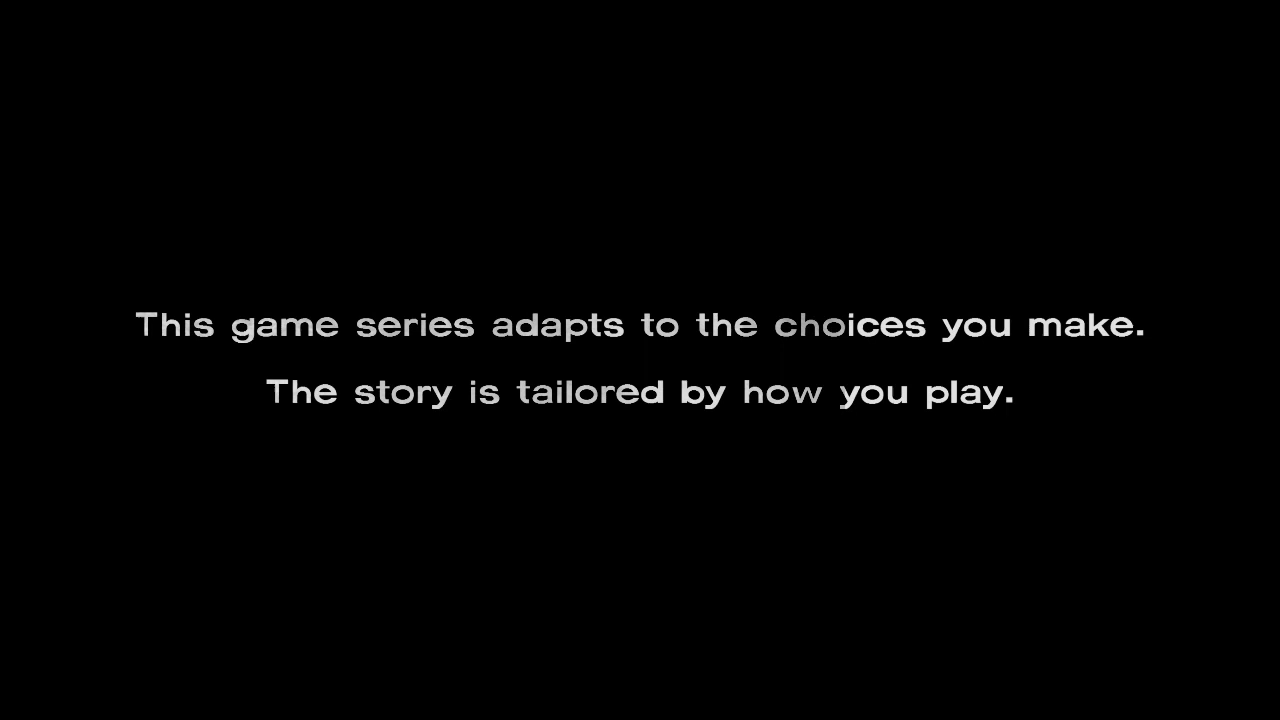 This game series adapts to the choices you make.
The story is tailored by how you play.